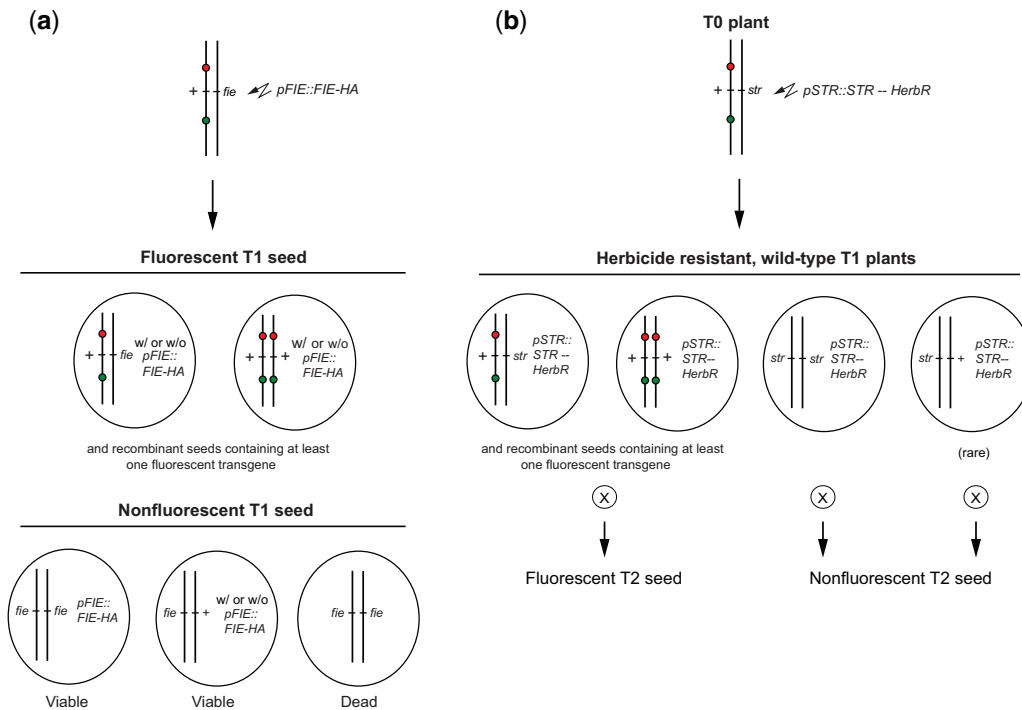 (a)
+ fie pFIE::FIE-HA
Fluorescent T1 seed
+ fie w/ or w/o
pFIE::
FIE-HA
+ + w/ or w/o
pFIE::
FIE-HA
and recombinant seeds containing at least
one fluorescent transgene
Nonfluorescent T1 seed
fie fie pFIE::
FIE-HA
fie + w/ or w/o
pFIE::
FIE-HA
fie fie
Viable
Viable
Dead
(b)
T0 plant
+ str pSTR::STR -- HerbR
Herbicide resistant, wild-type T1 plants
+ str pSTR::
STR --
HerbR
+ + pSTR::
STR--
HerbR
str str pSTR::
STR--
HerbR
str + pSTR::
STR--
HerbR
and recombinant seeds containing at least
one fluorescent transgene
(rare)
X
X
X
Fluorescent T2 seed
Nonfluorescent T2 seed